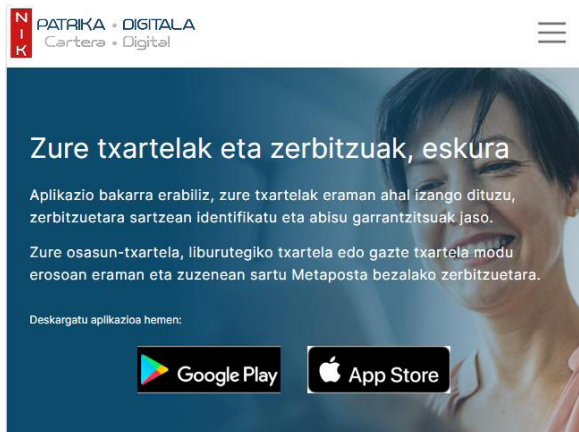 NIK
PATRIKA • DIGITALA
Cartera • Digital
Zure txartelak eta zerbitzuak, eskura
Aplikazio bakarra erabiliz, zure txartelak eraman ahal izango dituzu,
zerbitzuetara sartzean identifikatu eta abisu garrantzitsuak jaso.
Zure osasun-txartela, liburutegiko txartela edo gazte txartela modu
erosoan eraman eta zuzenean sartu Metaposta bezalako zerbitzuetara.
Deskargatu aplikazioa hemen:
Google Play
App Store